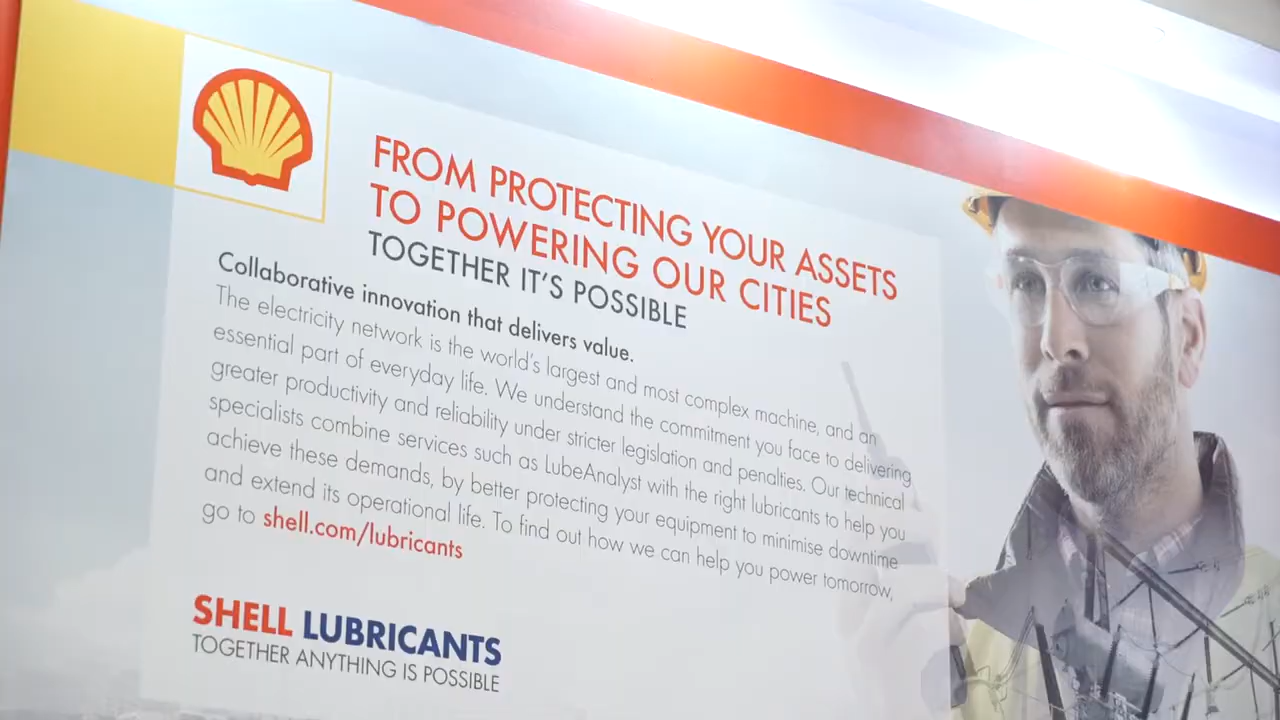 FROM PROTECTING YOUR ASSETS
TO POWERING OUR CITIES
TOGETHER IT'S POSSIBLE
Collaborative innovation that delivers value.
The electricity network is the world's largest and most complex machine, and an
essential part of everyday life. We understand the commitment you face to delivering
greater productivity and reliability under stricter legislation and penalties. Our technical
specialists combine services such as LubeAnalyst with the right lubricants to help you
achieve these demands, by better protecting your equipment to minimise downtime
and extend its operational life. To find out how we can help you power tomorrow,
go to shell.com/lubricants
SHELL LUBRICANTS
TOGETHER ANYTHING IS POSSIBLE